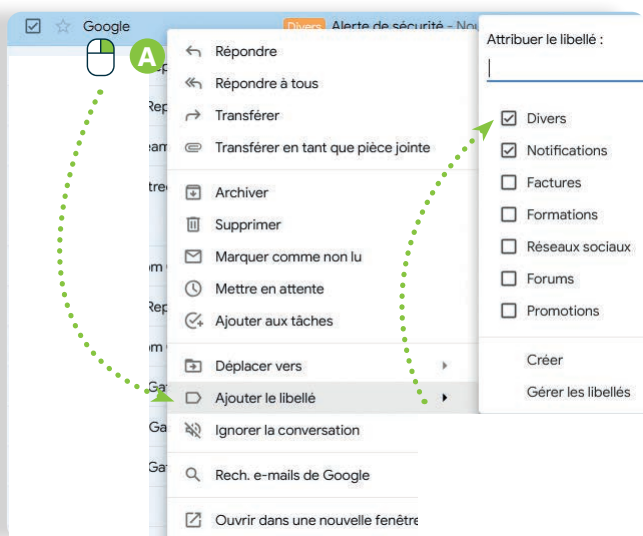 Google
Divers Alerte de sécurité - Nou
A
Répondre
Répondre à tous
Transférer
Transférer en tant que pièce jointe
Archiver
Supprimer
Marquer comme non lu
Mettre en attente
Ajouter aux tâches
Déplacer vers
Ajouter le libellé
Ignorer la conversation
Rech. e-mails de Google
Ouvrir dans une nouvelle fenêtre
Attribuer le libellé :
Divers
Notifications
Factures
Formations
Réseaux sociaux
Forums
Promotions
Créer
Gérer les libellés